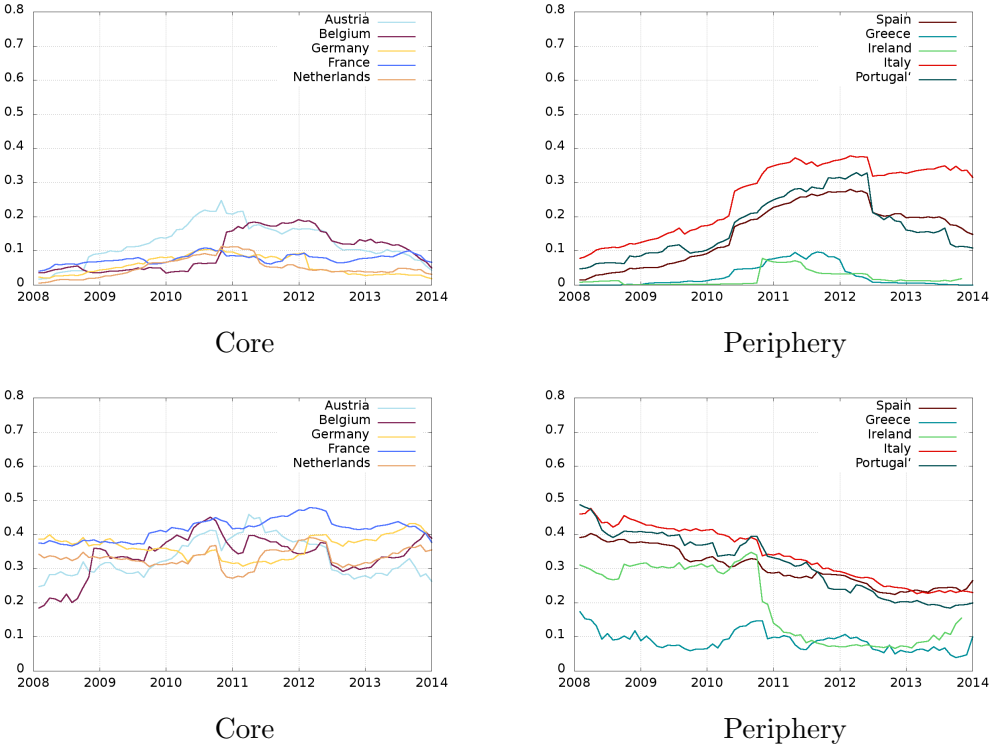 0.8
0.7
0.6
0.5
0.4
0.3
0.2
0.1
0
2008 2009 2010 2011 2012 2013 2014
Austria
Belgium
Germany
France
Netherlands
Core
0.8
0.7
0.6
0.5
0.4
0.3
0.2
0.1
0
2008 2009 2010 2011 2012 2013 2014
Spain
Greece
Ireland
Italy
Portugal‘
Periphery
0.8
0.7
0.6
0.5
0.4
0.3
0.2
0.1
0
2008 2009 2010 2011 2012 2013 2014
Austria
Belgium
Germany
France
Netherlands
Core
0.8
0.7
0.6
0.5
0.4
0.3
0.2
0.1
0
2008 2009 2010 2011 2012 2013 2014
Spain
Greece
Ireland
Italy
Portugal‘
Periphery